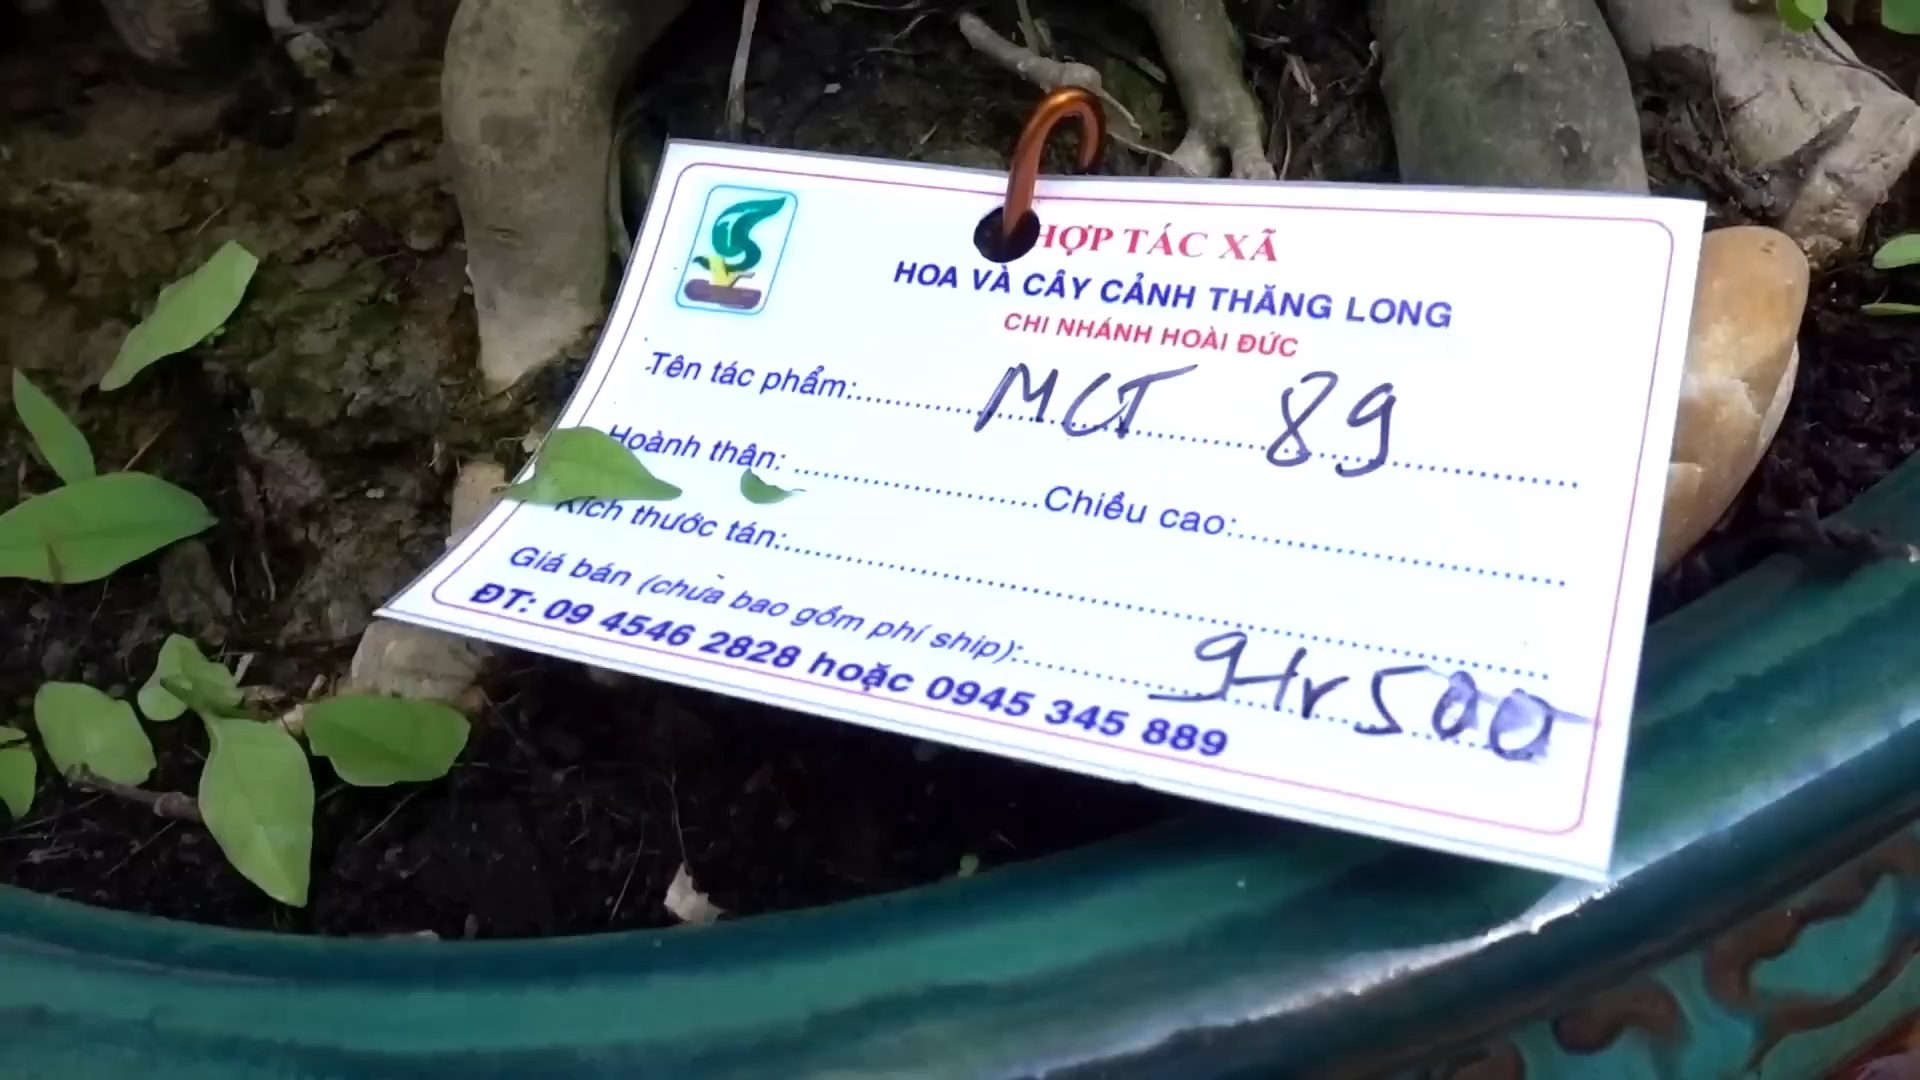 HỢP TÁC XÃ
HOA VÀ CÂY CẢNH THĂNG LONG
CHI NHÁNH HOÀI ĐỨC
Tên tác phẩm: MCT 89
Hoành thân: Chiều cao:
Kích thước tán:
Giá bán (chưa bao gồm phí ship): 9tr500
ĐT: 09 4546 2828 hoặc 0945 345 889